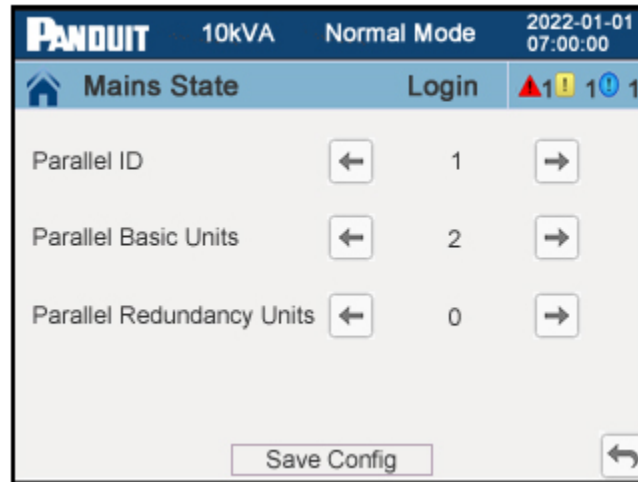 PANDUIT 10kVA Normal Mode 2022-01-01
07:00:00
Mains State Login 1 ! 1 ! 1
Parallel ID 1
Parallel Basic Units 2
Parallel Redundancy Units 0
Save Config